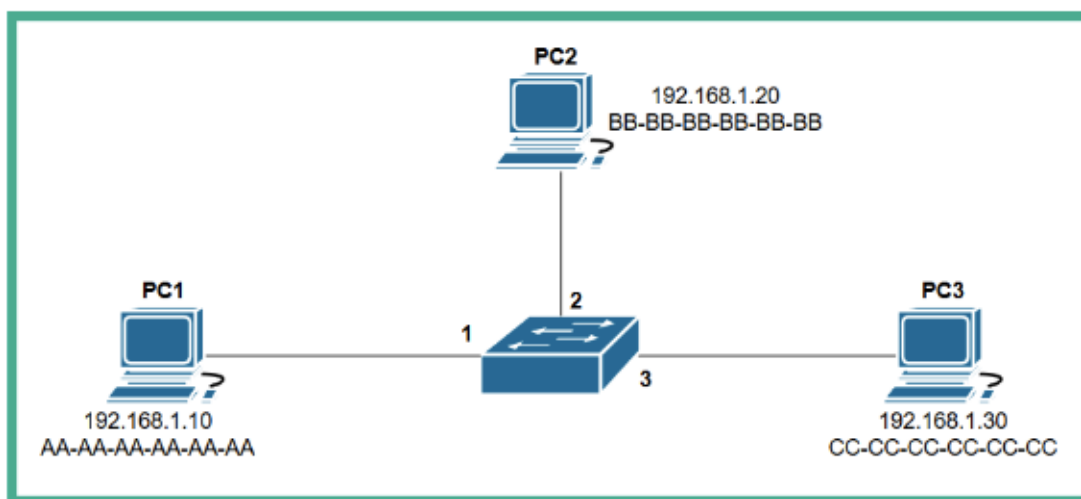 PC2
192.168.1.20
BB-BB-BB-BB-BB-BB
PC1
PC3
2
1
3
192.168.1.10
AA-AA-AA-AA-AA-AA
192.168.1.30
CC-CC-CC-CC-CC-CC